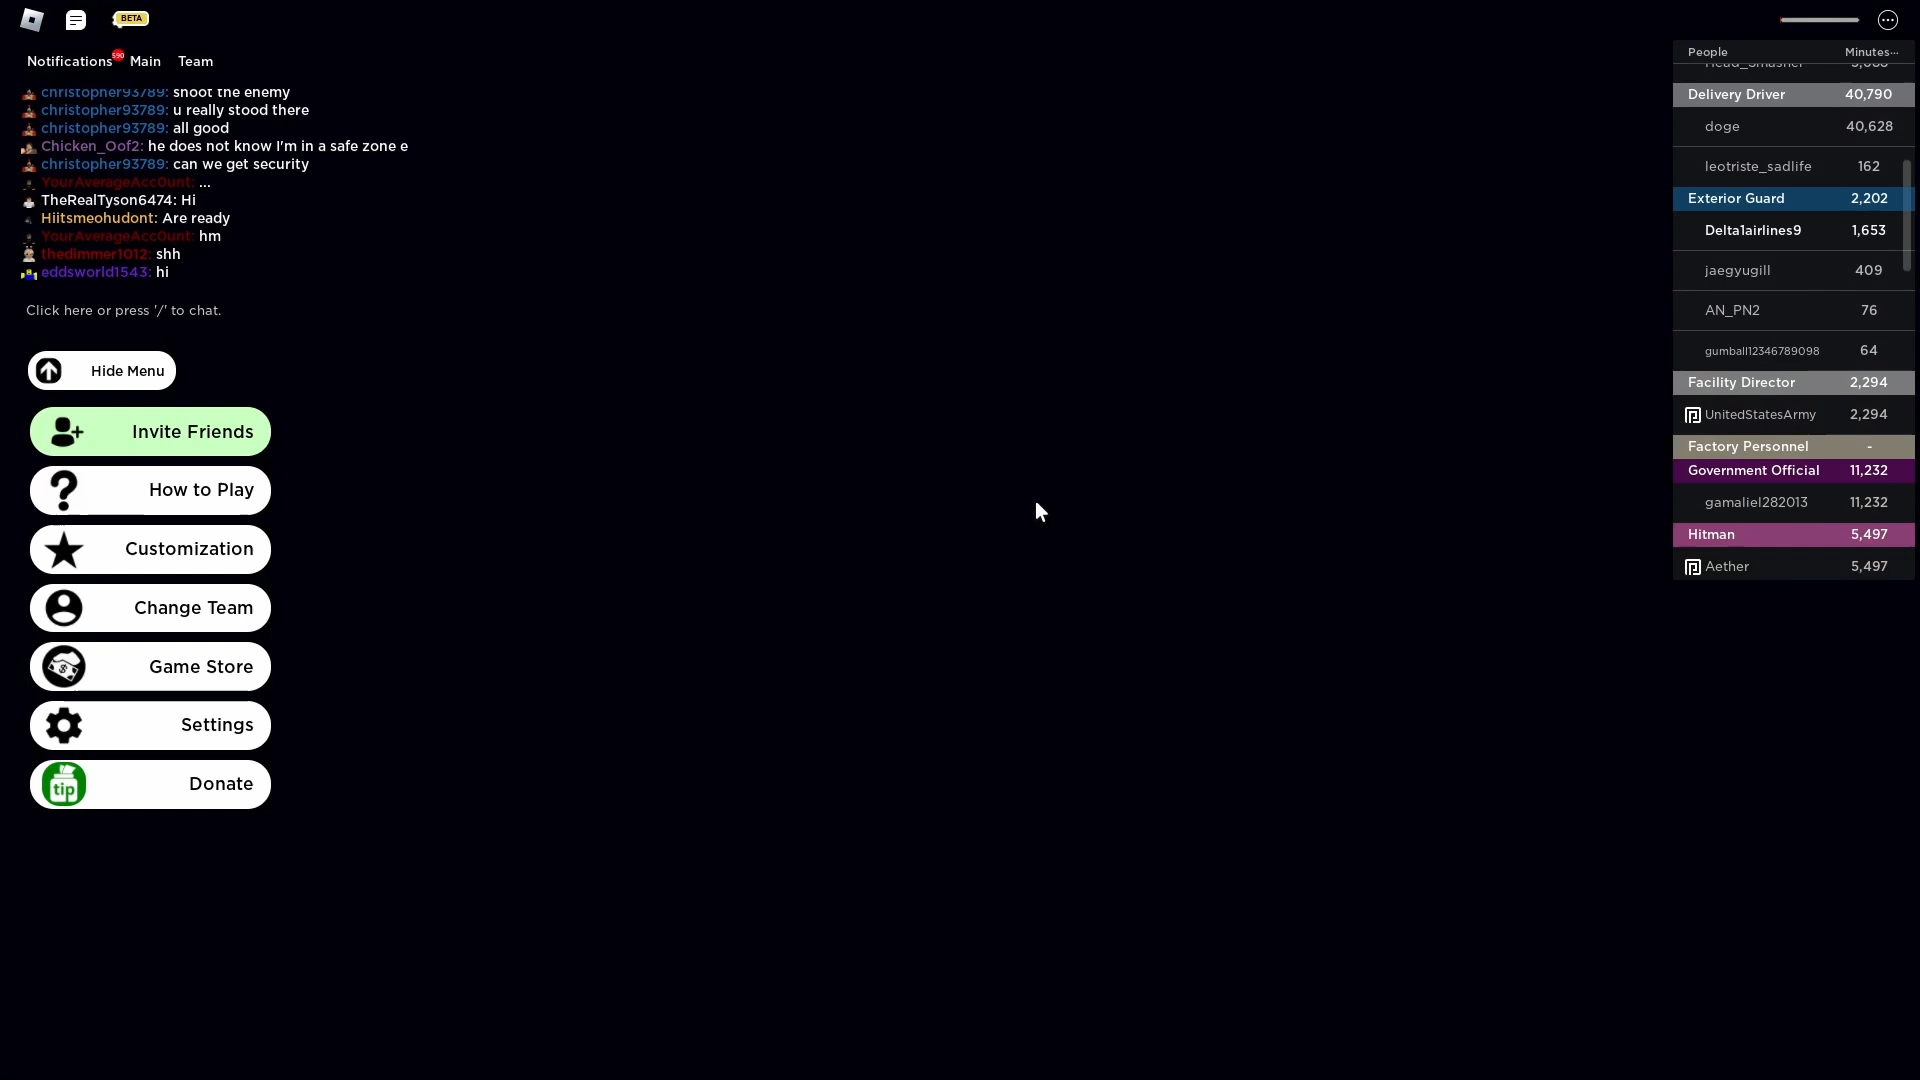 BETA
Notifications 590 Main Team
christopher93789: shoot the enemy
christopher93789: u really stood there
christopher93789: all good
Chicken_Oof2: he does not know I'm in a safe zone e
christopher93789: can we get security
YourAverageAcc0unt: ...
TheRealTyson6474: Hi
Hiitsmeohudont: Are ready
YourAverageAcc0unt: hm
thedimmer1012: shh
eddsworld1543: hi
Click here or press '/' to chat.
Hide Menu
Invite Friends
How to Play
Customization
Change Team
Game Store
Settings
tip Donate
People Minutes...
Delivery Driver 40,790
doge 40,628
leotriste_sadlife 162
Exterior Guard 2,202
Delta1airlines9 1,653
jaegyugill 409
AN_PN2 76
gumball12346789098 64
Facility Director 2,294
UnitedStatesArmy 2,294
Factory Personnel -
Government Official 11,232
gamaliel282013 11,232
Hitman 5,497
Aether 5,497